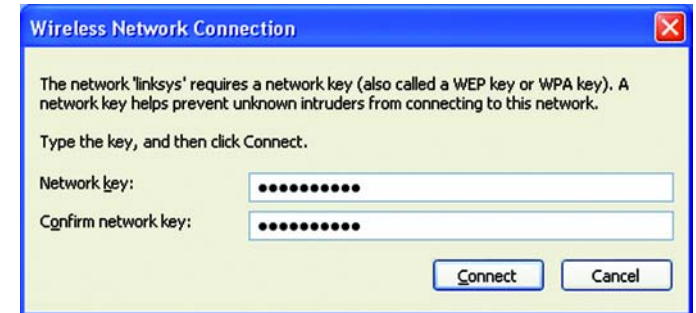 Wireless Network Connection
The network 'linksys' requires a network key (also called a WEP key or WPA key). A
network key helps prevent unknown intruders from connecting to this network.
Type the key, and then click Connect.
Network key: ••••••••••
Confirm network key: ••••••••••
Connect Cancel